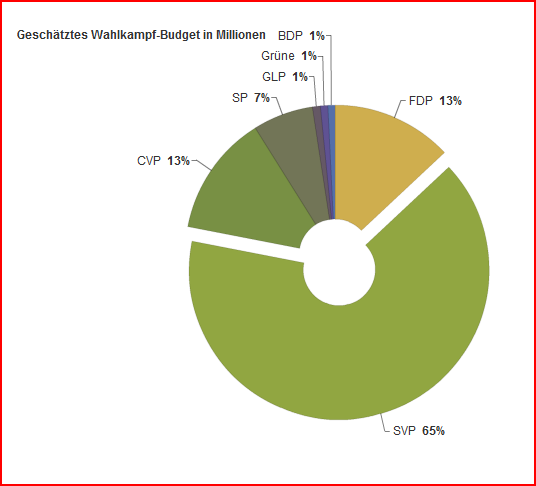 Geschätztes Wahlkampf-Budget in Millionen
BDP 1%
Grüne 1%
GLP 1%
SP 7%
FDP 13%
CVP 13%
SVP 65%